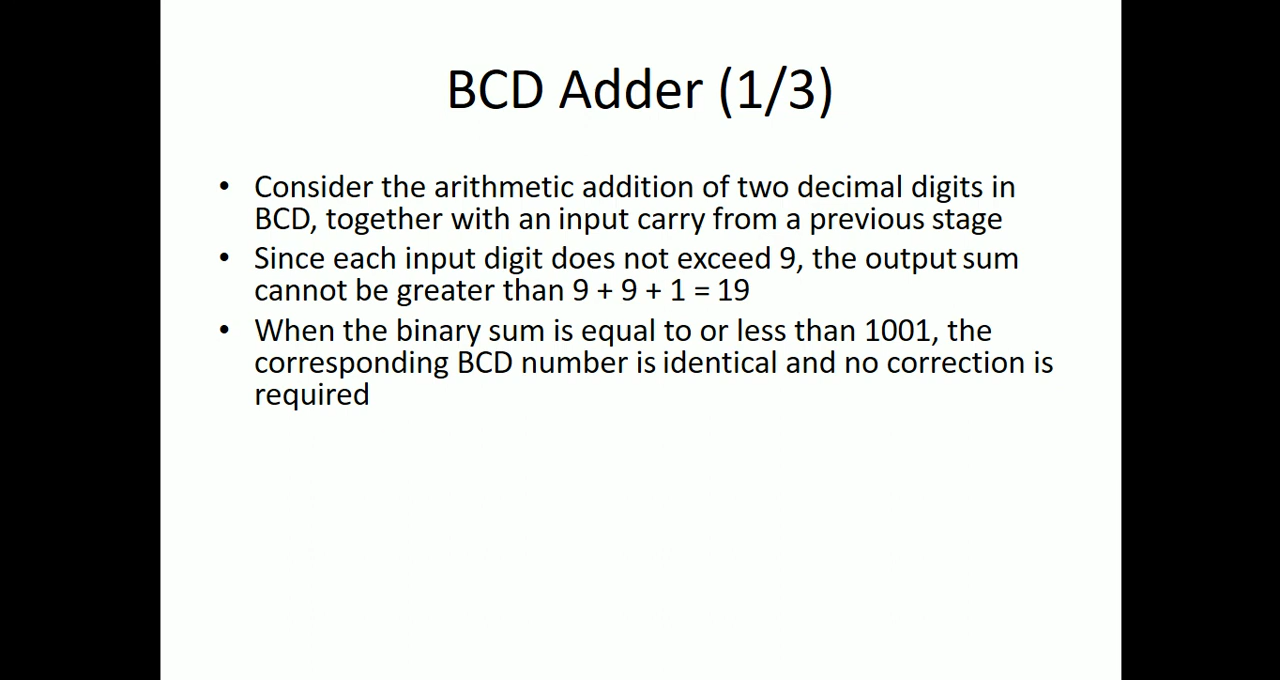 BCD Adder (1/3)
• Consider the arithmetic addition of two decimal digits in
BCD, together with an input carry from a previous stage
• Since each input digit does not exceed 9, the output sum
cannot be greater than 9 + 9 + 1 = 19
• When the binary sum is equal to or less than 1001, the
corresponding BCD number is identical and no correction is
required